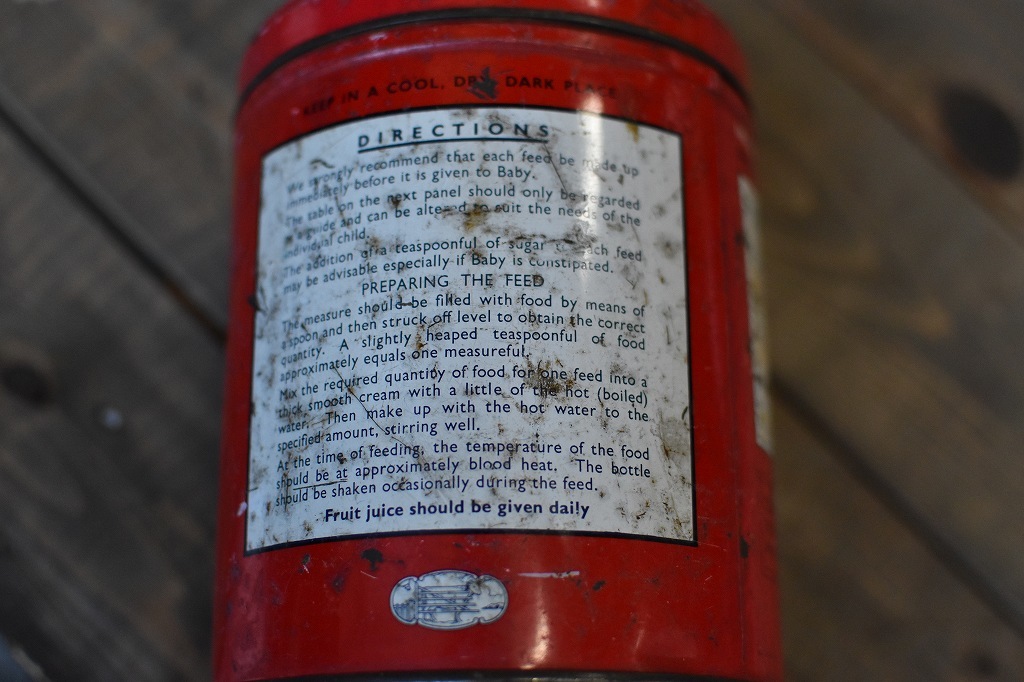 KEEP IN A COOL, DRY DARK PLACE
DIRECTIONS
We strongly recommend that each feed be made up
immediately before it is given to Baby.
The table on the next panel should only be regarded
as a guide and can be altered to suit the needs of the
individual child.
The addition of a teaspoonful of sugar to each feed
may be advisable especially if Baby is constipated.
PREPARING THE FEED
The measure should be filled with food by means of
a spoon and then struck off level to obtain the correct
quantity. A slightly heaped teaspoonful of food
approximately equals one measureful.
Mix the required quantity of food for one feed into a
thick smooth cream with a little of the hot (boiled)
water. Then make up with the hot water to the
specified amount, stirring well.
At the time of feeding, the temperature of the food
should be at approximately blood heat. The bottle
should be shaken occasionally during the feed.
Fruit juice should be given daily